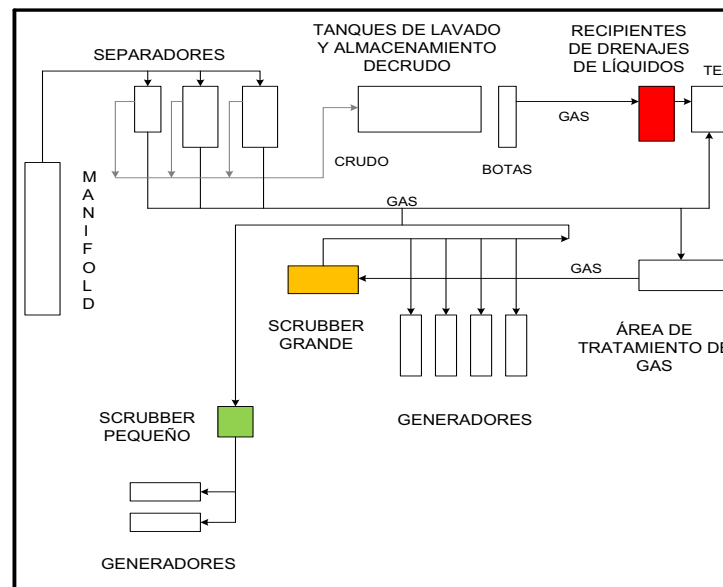 SEPARADORES
TANQUES DE LAVADO
Y ALMACENAMIENTO
DECRUDO
RECIPIENTES
DE DRENAJES
DE LÍQUIDOS
GAS
CRUDO
BOTAS
MANIFOLD
GAS
GAS
SCRUBBER
GRANDE
ÁREA DE
TRATAMIENTO DE
GAS
SCRUBBER
PEQUEÑO
GENERADORES
GENERADORES